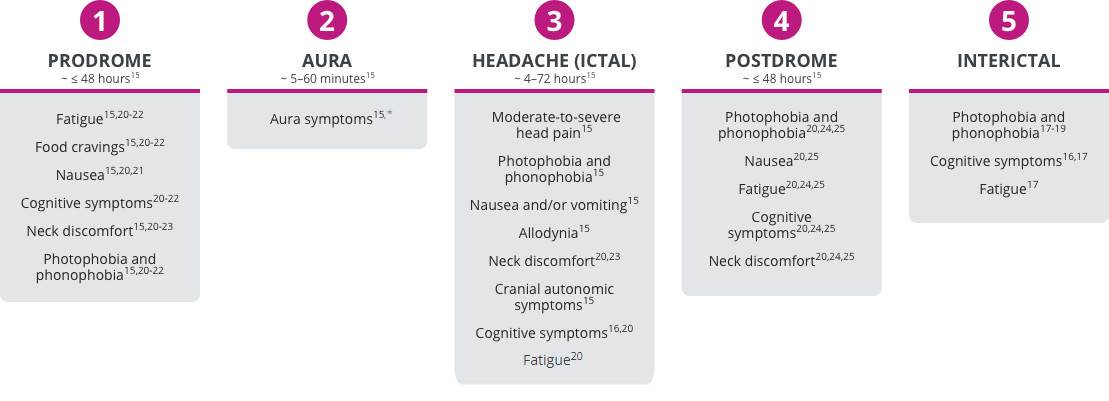 1
PRODROME
~ ≤ 48 hours15
Fatigue15,20-22
Food cravings15,20-22
Nausea15,20,21
Cognitive symptoms20-22
Neck discomfort15,20-23
Photophobia and
phonophobia15,20-22
2
AURA
~ 5–60 minutes15
Aura symptoms15,*
3
HEADACHE (ICTAL)
~ 4–72 hours15
Moderate-to-severe
head pain15
Photophobia and
phonophobia15
Nausea and/or vomiting15
Allodynia15
Neck discomfort20,23
Cranial autonomic
symptoms15
Cognitive symptoms16,20
Fatigue20
4
POSTDROME
~ ≤ 48 hours15
Photophobia and
phonophobia20,24,25
Nausea20,25
Fatigue20,24,25
Cognitive
symptoms20,24,25
Neck discomfort20,24,25
5
INTERICTAL
Photophobia and
phonophobia17-19
Cognitive symptoms16,17
Fatigue17